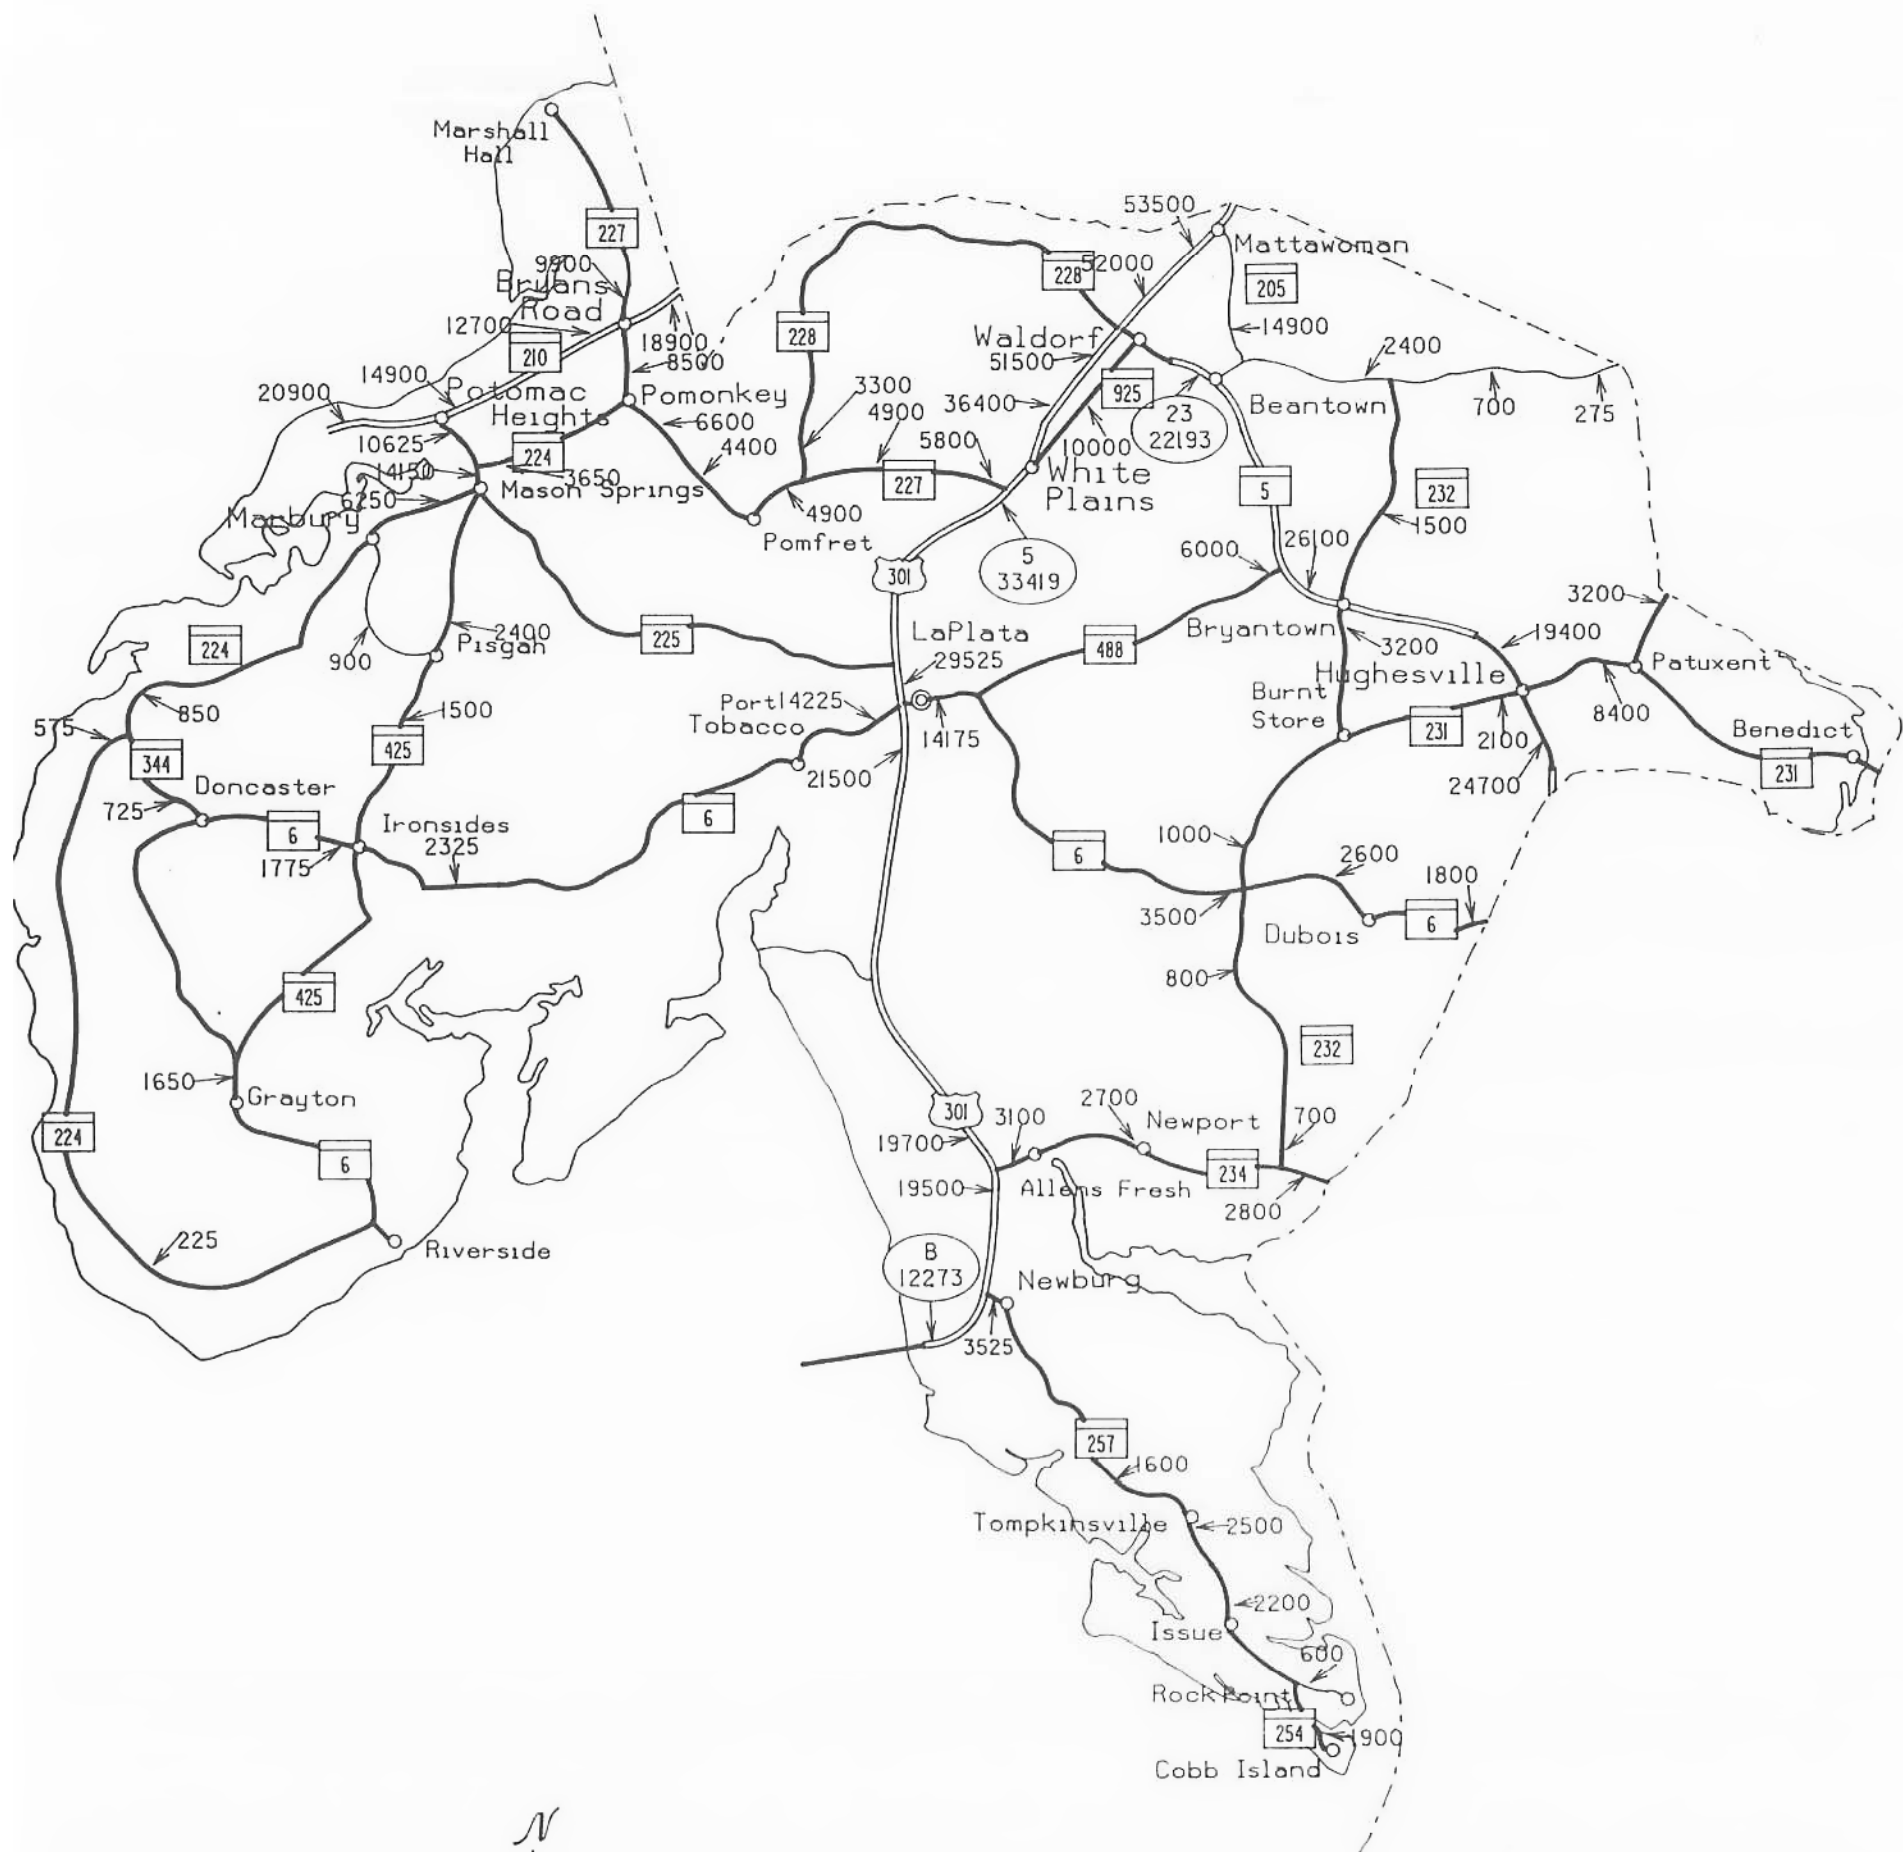 Marshall
Hall
227
9900
Bryans
Road
12700
210
18900
8500
14900
20900
Potomac
Heights
Pomonkey
10625
224
6600
4400
14150
3650
Mason Springs
6250
Marbury
53500
Mattawoman
228
52000
205
228
14900
Waldorf
51500
925
2400
3300
4900
36400
23
22193
Beantown
700
275
5800
10000
White
Plains
227
4900
Pomfret
5
232
1500
5
33419
301
6000
26100
3200
224
900
2400
Pisgah
225
LaPlata
29525
488
Bryantown
3200
19400
Hughesville
Patuxent
850
1500
Port
Tobacco
14225
14175
Burnt
Store
231
2100
8400
Benedict
231
575
344
425
21500
24700
Doncaster
725
6
Ironsides
2325
1775
6
1000
6
2600
1800
3500
Dubois
6
800
425
232
1650
Grayton
301
2700
3100
Newport
700
224
6
19700
234
19500
Allens Fresh
2800
225
Riverside
B
12273
Newburg
3525
257
1600
Tompkinsville
2500
2200
Issue
600
Rock Point
254
1900
Cobb Island
N